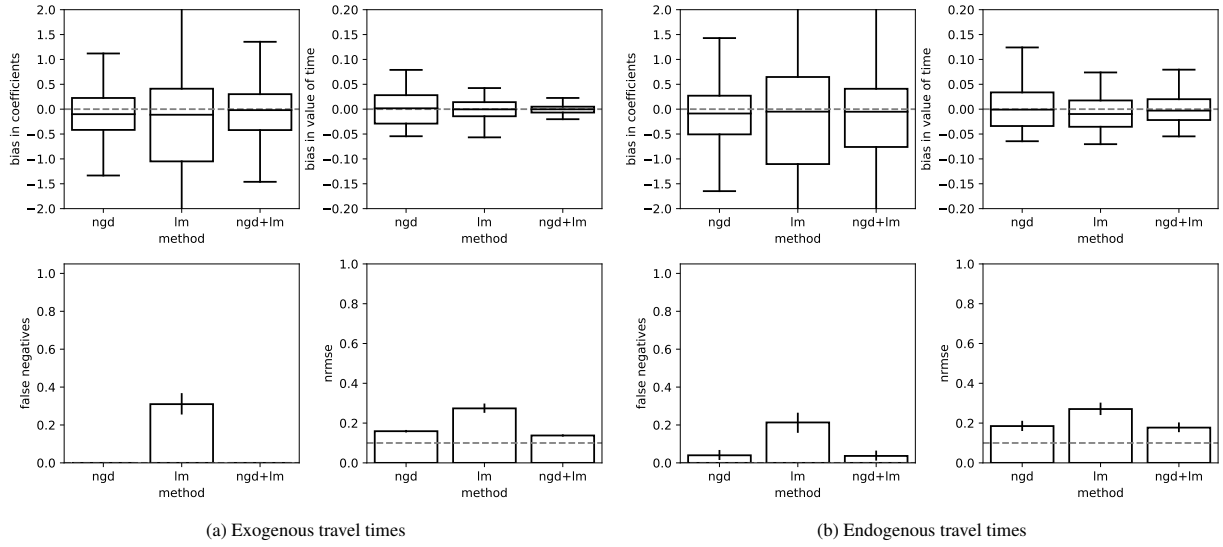 2.0
1.5
1.0
0.5
0.0
−0.5
−1.0
−1.5
−2.0
bias in coefficients
ngd
lm
ngd+lm
method
0.20
0.15
0.10
0.05
0.00
−0.05
−0.10
−0.15
−0.20
bias in value of time
ngd
lm
ngd+lm
method
1.0
0.8
0.6
0.4
0.2
0.0
false negatives
ngd
lm
ngd+lm
method
1.0
0.8
0.6
0.4
0.2
0.0
nrmse
ngd
lm
ngd+lm
method
(a) Exogenous travel times
2.0
1.5
1.0
0.5
0.0
−0.5
−1.0
−1.5
−2.0
bias in coefficients
ngd
lm
ngd+lm
method
0.20
0.15
0.10
0.05
0.00
−0.05
−0.10
−0.15
−0.20
bias in value of time
ngd
lm
ngd+lm
method
1.0
0.8
0.6
0.4
0.2
0.0
false negatives
ngd
lm
ngd+lm
method
1.0
0.8
0.6
0.4
0.2
0.0
nrmse
ngd
lm
ngd+lm
method
(b) Endogenous travel times